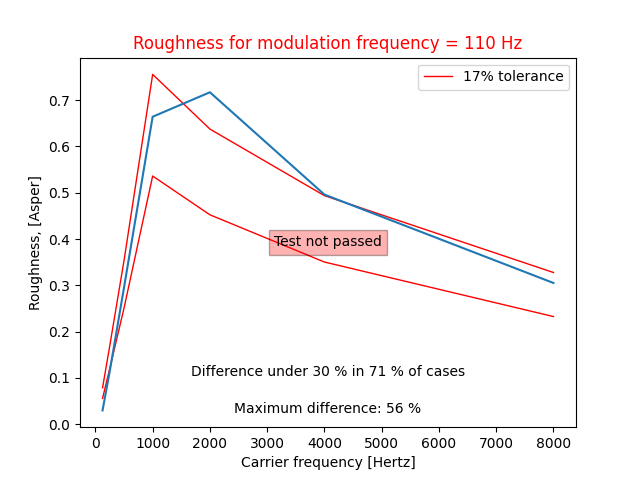 Roughness for modulation frequency = 110 Hz
17% tolerance
Roughness, [Asper]
0.7
0.6
0.5
0.4
0.3
0.2
0.1
0.0
Test not passed
Difference under 30 % in 71 % of cases
Maximum difference: 56 %
0 1000 2000 3000 4000 5000 6000 7000 8000
Carrier frequency [Hertz]